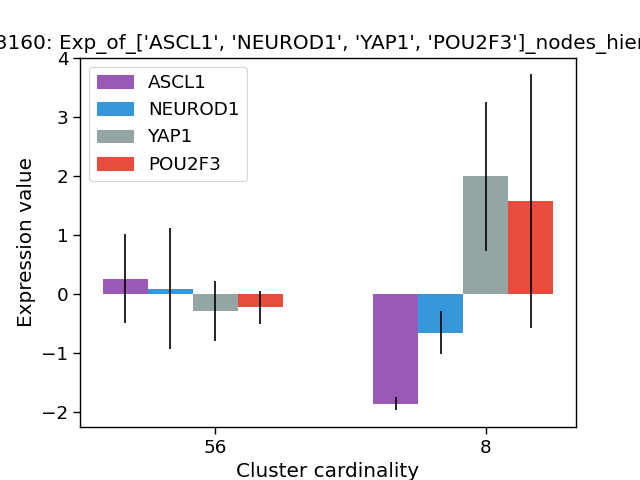 3160: Exp_of_['ASCL1', 'NEUROD1', 'YAP1', 'POU2F3']_nodes_hier
4
3
2
1
0
−1
−2
Expression value
ASCL1
NEUROD1
YAP1
POU2F3
56
8
Cluster cardinality